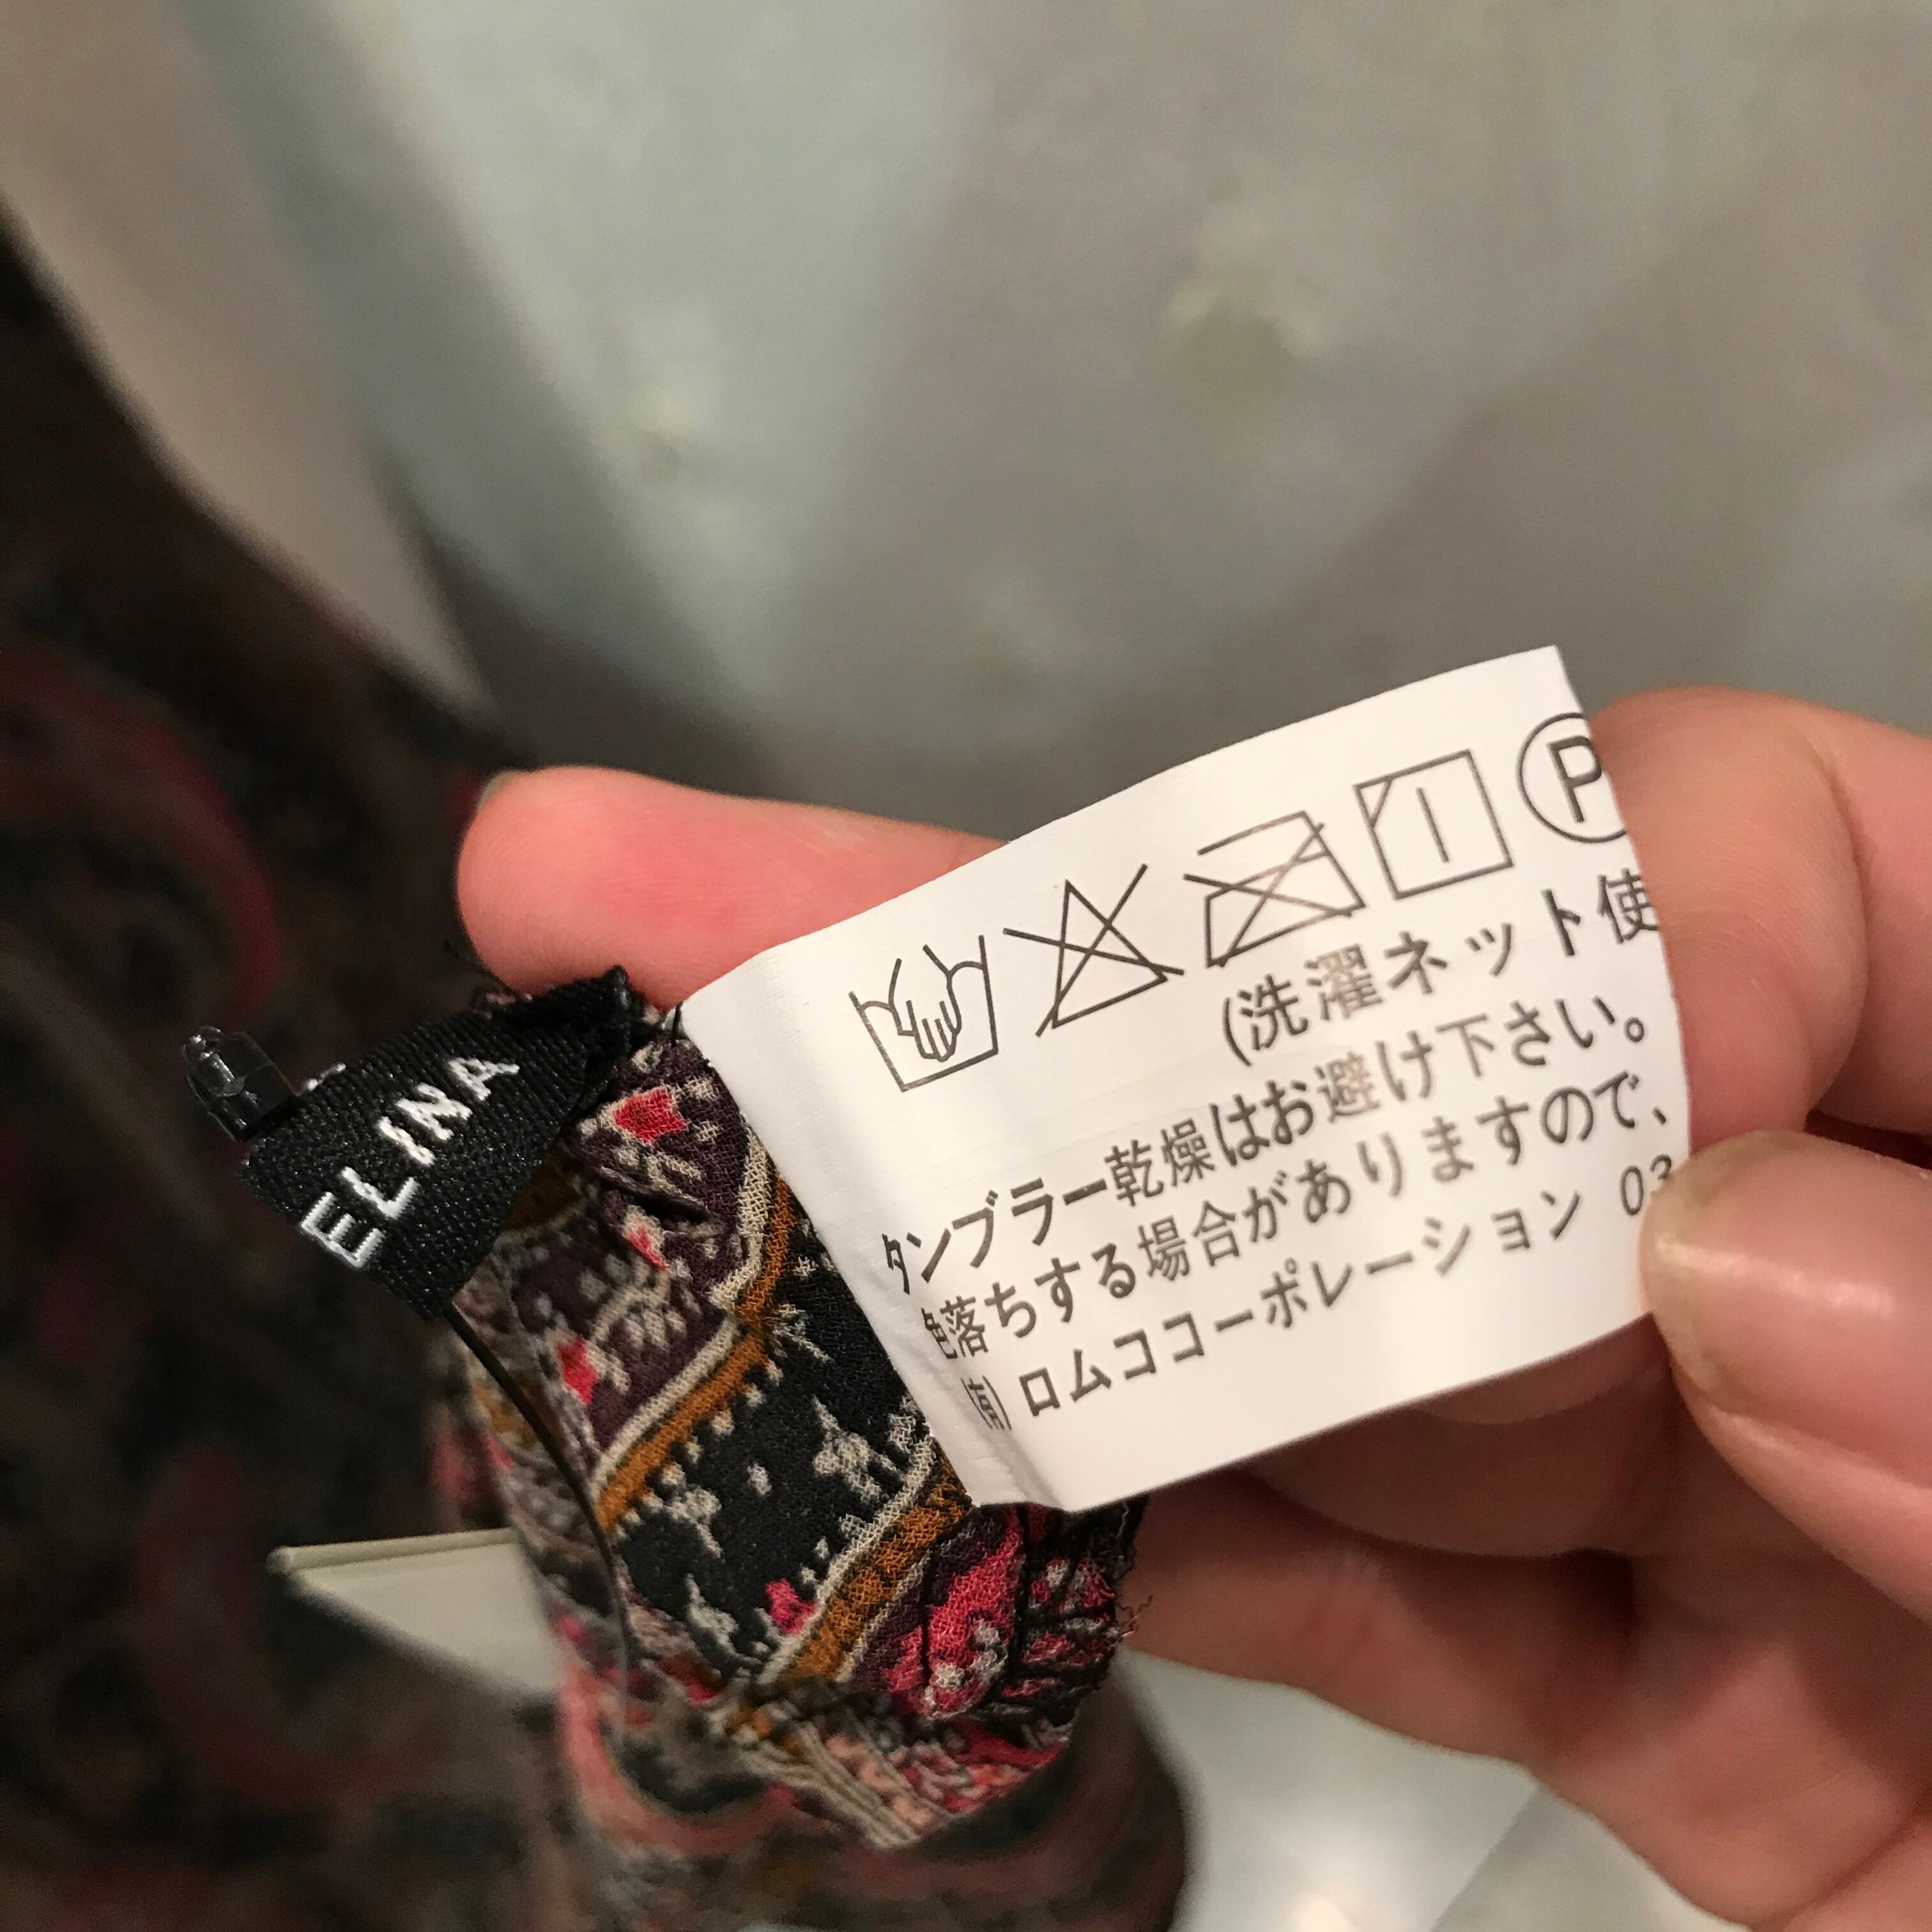 ELINA
P
(洗濯ネット使
タンブラー乾燥はお避け下さい。
色落ちする場合がありますので、
(有) ロムココーポレーション 03